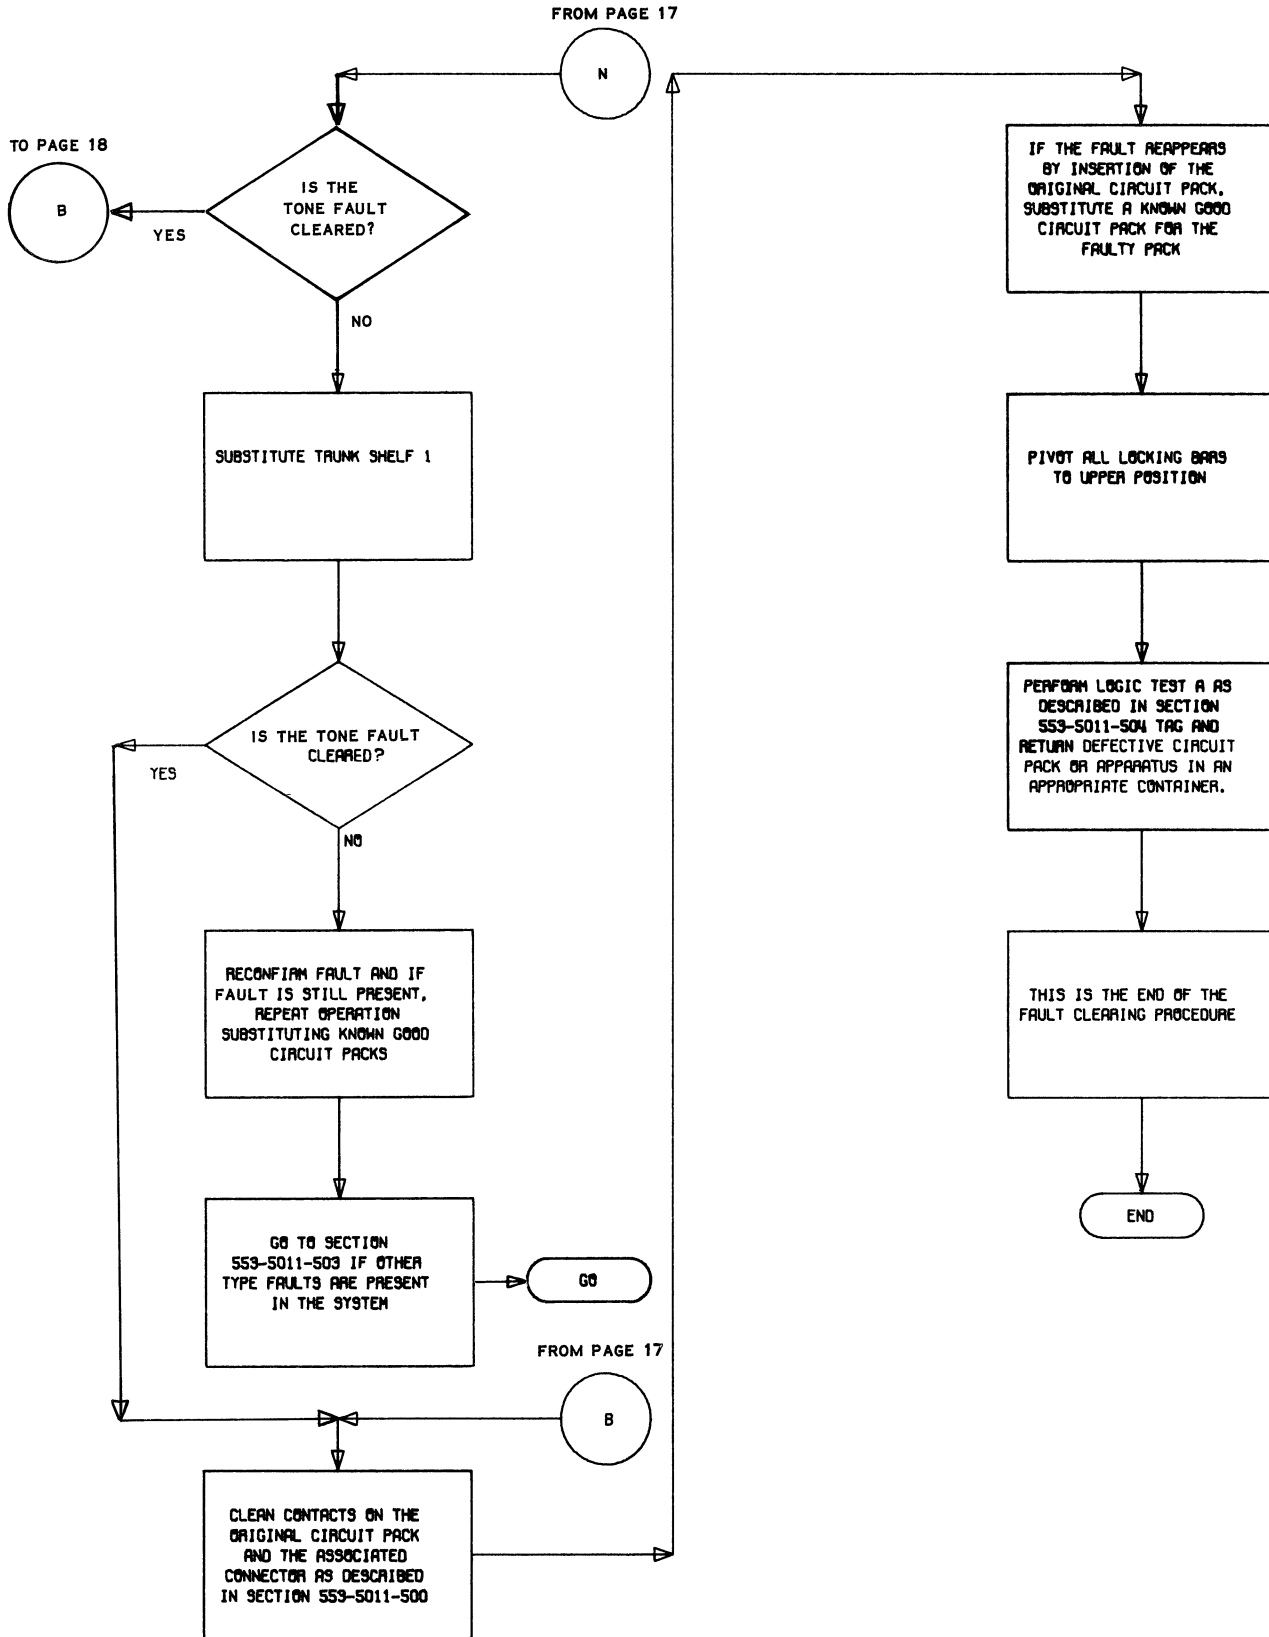 FROM PAGE 17
N
TO PAGE 18
B
YES
IS THE
TONE FAULT
CLEARED?
NO
SUBSTITUTE TRUNK SHELF 1
IS THE TONE FAULT
CLEARED?
YES
NO
RECONFIRM FAULT AND IF
FAULT IS STILL PRESENT,
REPEAT OPERATION
SUBSTITUTING KNOWN GOOD
CIRCUIT PACKS
GO TO SECTION
553-5011-503 IF OTHER
TYPE FAULTS ARE PRESENT
IN THE SYSTEM
GO
FROM PAGE 17
B
CLEAN CONTACTS ON THE
ORIGINAL CIRCUIT PACK
AND THE ASSOCIATED
CONNECTOR AS DESCRIBED
IN SECTION 553-5011-500
IF THE FAULT REAPPEARS
BY INSERTION OF THE
ORIGINAL CIRCUIT PACK,
SUBSTITUTE A KNOWN GOOD
CIRCUIT PACK FOR THE
FAULTY PACK
PIVOT ALL LOCKING BARS
TO UPPER POSITION
PERFORM LOGIC TEST A AS
DESCRIBED IN SECTION
553-5011-504 TAG AND
RETURN DEFECTIVE CIRCUIT
PACK OR APPARATUS IN AN
APPROPRIATE CONTAINER.
THIS IS THE END OF THE
FAULT CLEARING PROCEDURE
END